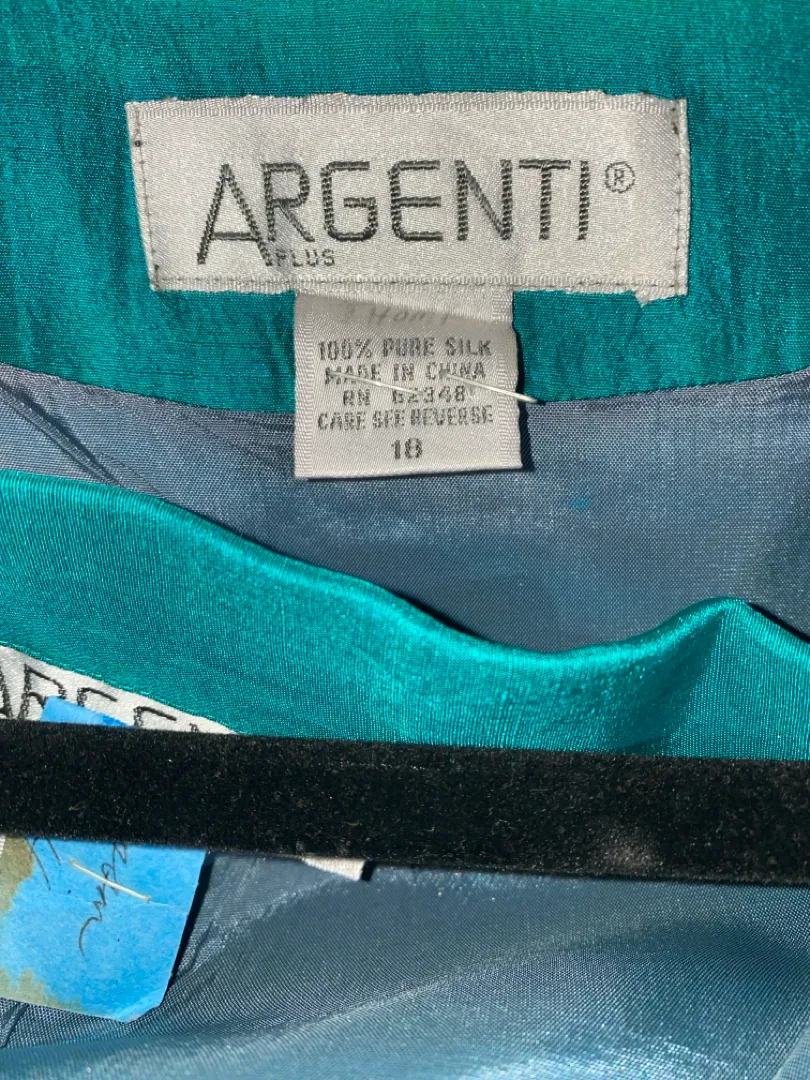 ARGENTI®
PLUS
100% PURE SILK
MADE IN CHINA
RN 62348
CARE SEE REVERSE
18